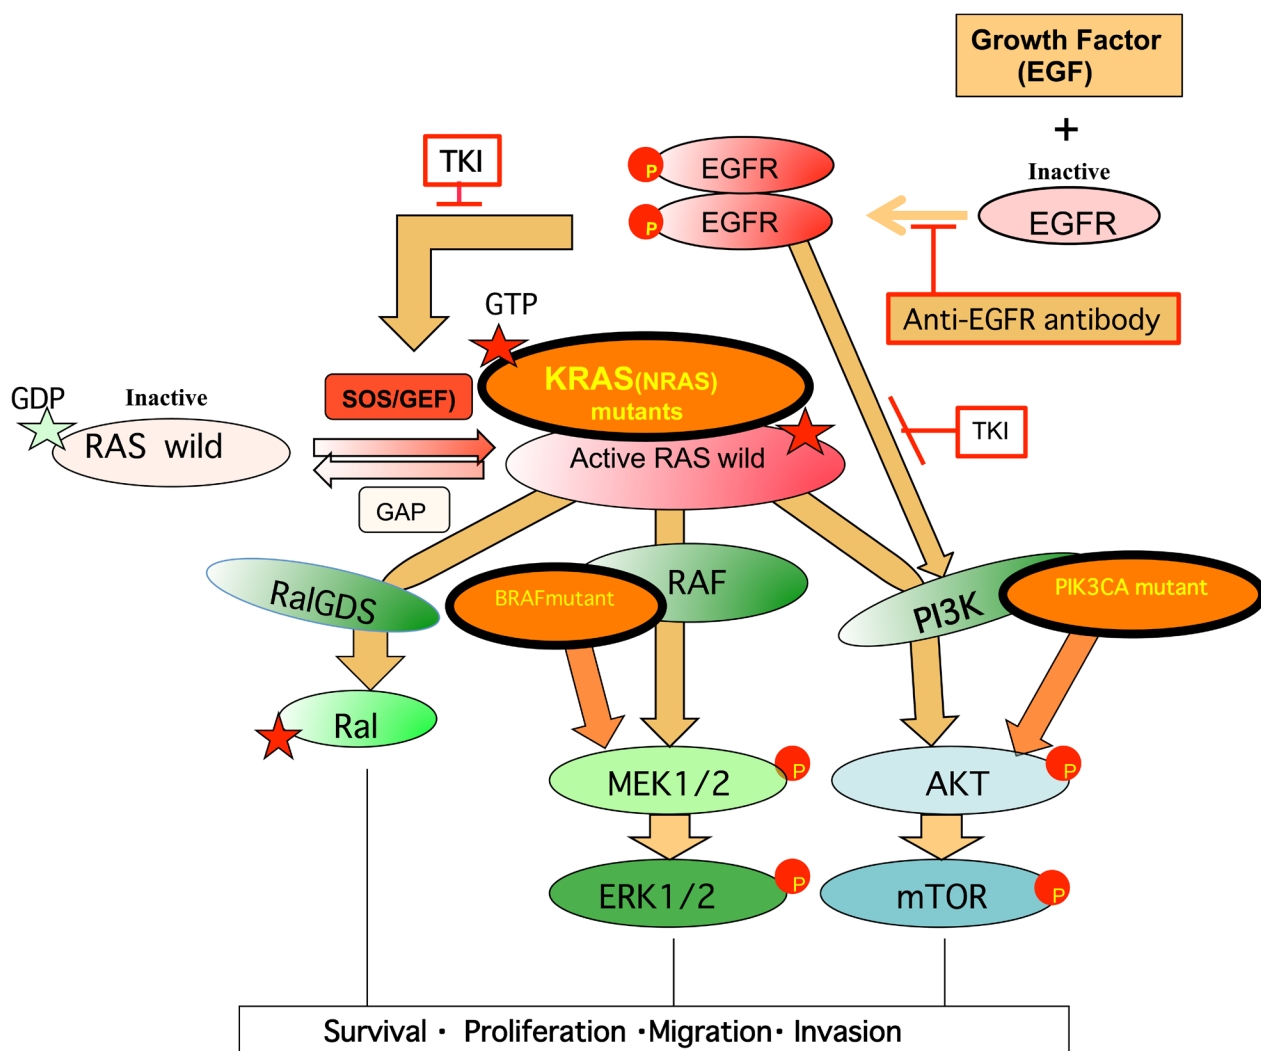 Growth Factor
(EGF)
+
TKI
Inactive
P
EGFR
P
EGFR
EGFR
GTP
Anti-EGFR antibody
KRAS(NRAS)
mutants
SOS/GEF)
GDP
Inactive
RAS wild
Active RAS wild
TKI
GAP
RalGDS
BRAFmutant
RAF
PI3K
PIK3CA mutant
Ral
MEK1/2
P
AKT
P
ERK1/2
P
mTOR
P
Survival・ Proliferation ・Migration・ Invasion